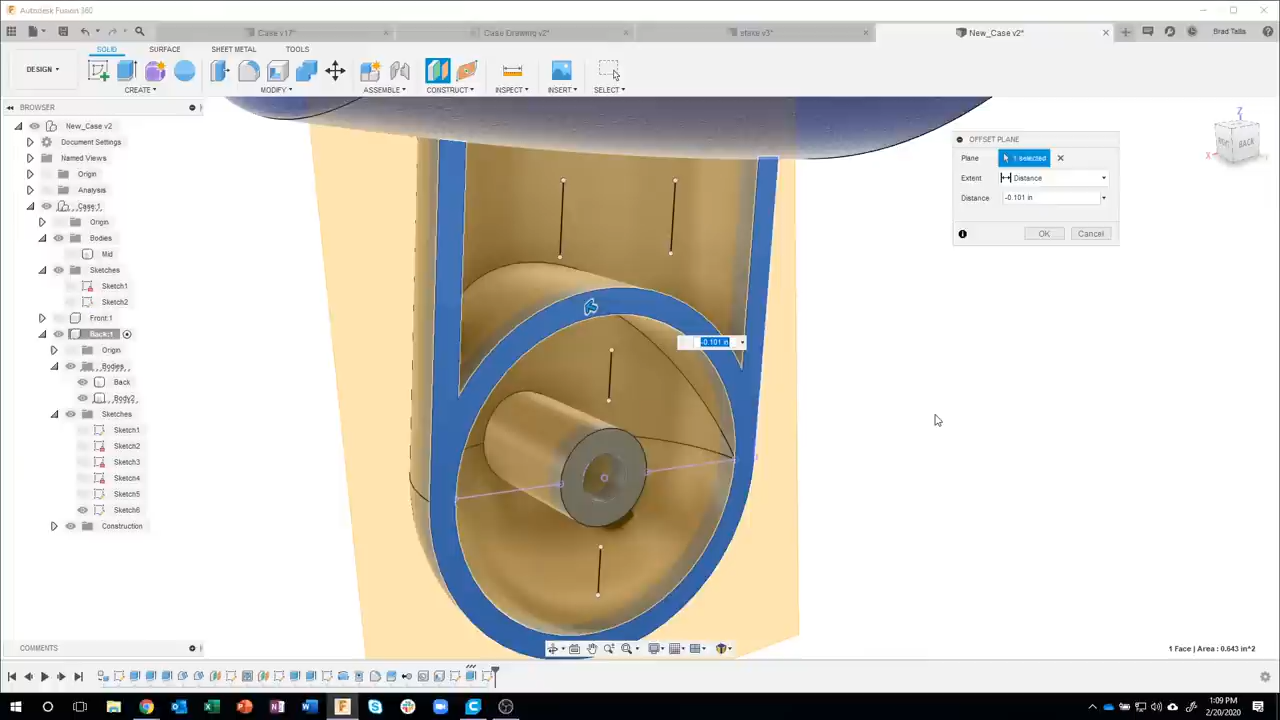 Autodesk Fusion 360
Case v17*
Case Drawing v2*
stake v3*
New_Case v2*
Brad Tallis
SOLID
SURFACE
SHEET METAL
TOOLS
DESIGN
CREATE
MODIFY
ASSEMBLE
CONSTRUCT
INSPECT
INSERT
SELECT
BROWSER
New_Case v2
Document Settings
Named Views
Origin
Analysis
Case:1
Origin
Bodies
Mid
Sketches
Sketch1
Sketch2
Front:1
Back:1
Origin
Bodies
Back
Body2
Sketches
Sketch1
Sketch2
Sketch3
Sketch4
Sketch5
Sketch6
Construction
Z
X
BACK
OFFSET PLANE
Plane
1 selected
Extent
Distance
Distance
-0.101 in
OK
Cancel
-0.101 in
COMMENTS
1 Face | Area : 0.643 in^2
1:09 PM
2/20/2020